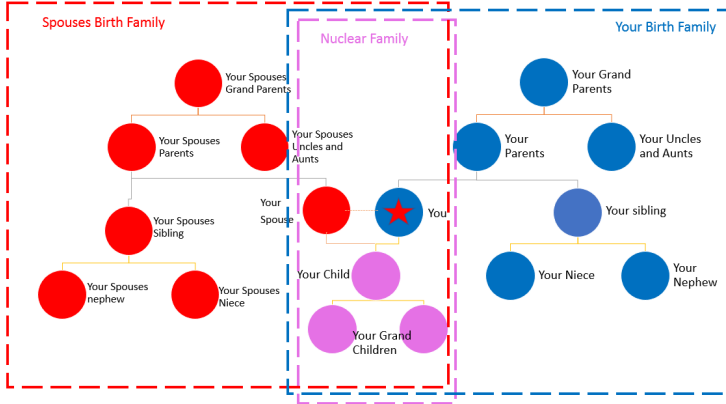 Spouses Birth Family
Nuclear Family
Your Birth Family
Your Spouses
Grand Parents
Your Grand
Parents
Your Spouses
Parents
Your Spouses
Uncles and
Aunts
Your
Parents
Your Uncles
and Aunts
Your Spouses
Sibling
Your
Spouse
You
Your sibling
Your Spouses
nephew
Your Spouses
Niece
Your Child
Your Niece
Your
Nephew
Your Grand
Children